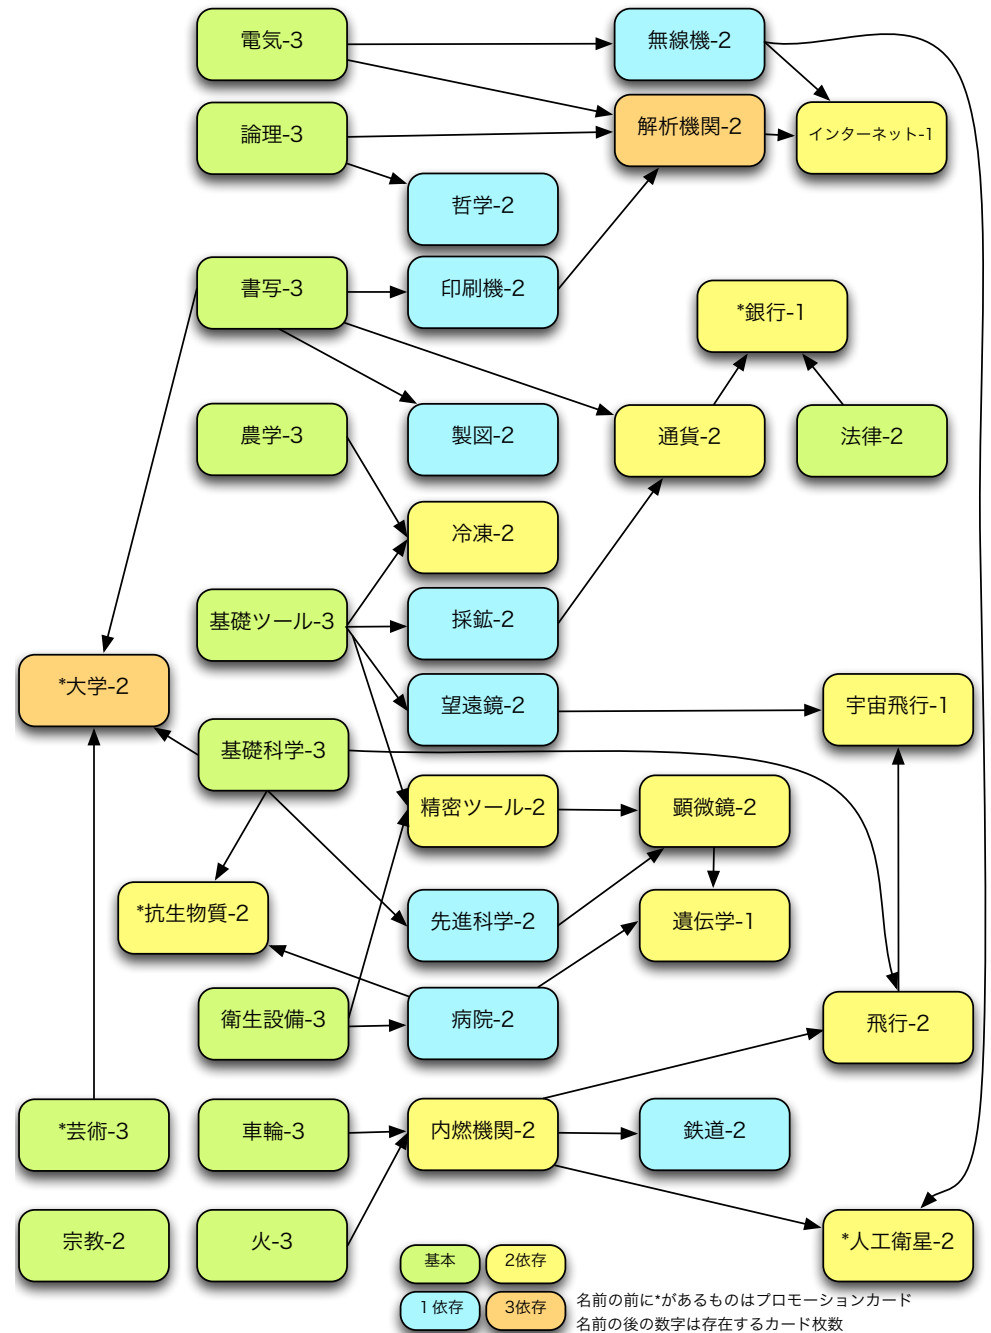 電気-3
無線機-2
論理-3
解析機関-2
インターネット-1
哲学-2
書写-3
印刷機-2
*銀行-1
農学-3
製図-2
通貨-2
法律-2
冷凍-2
基礎ツール-3
採鉱-2
*大学-2
望遠鏡-2
宇宙飛行-1
基礎科学-3
精密ツール-2
顕微鏡-2
*抗生物質-2
先進科学-2
遺伝学-1
衛生設備-3
病院-2
飛行-2
*芸術-3
車輪-3
内燃機関-2
鉄道-2
宗教-2
火-3
*人工衛星-2
基本
2依存
1依存
3依存
名前の前に*があるものはプロモーションカード
名前の後の数字は存在するカード枚数